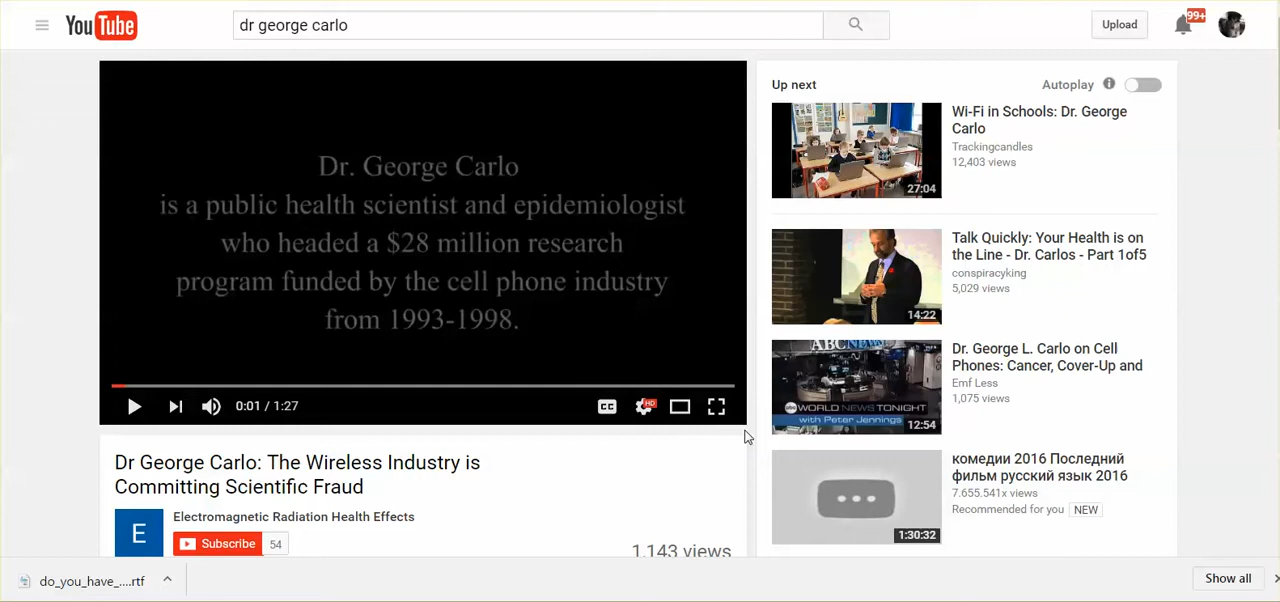 YouTube
dr george carlo
Upload
99+
Dr. George Carlo
is a public health scientist and epidemiologist
who headed a $28 million research
program funded by the cell phone industry
from 1993-1998.
0:01 / 1:27
CC
HD
Dr George Carlo: The Wireless Industry is
Committing Scientific Fraud
E
Electromagnetic Radiation Health Effects
Subscribe
54
1,143 views
Up next
Autoplay
27:04
Wi-Fi in Schools: Dr. George
Carlo
Trackingcandles
12,403 views
14:22
Talk Quickly: Your Health is on
the Line - Dr. Carlos - Part 1of5
conspiracyking
5,029 views
ABCNEWS
abc WORLD NEWS TONIGHT
with Peter Jennings
12:54
Dr. George L. Carlo on Cell
Phones: Cancer, Cover-Up and
Emf Less
1,075 views
1:30:32
комедии 2016 Последний
фильм русский язык 2016
7.655.541x views
Recommended for you NEW
do_you_have_....rtf
Show all